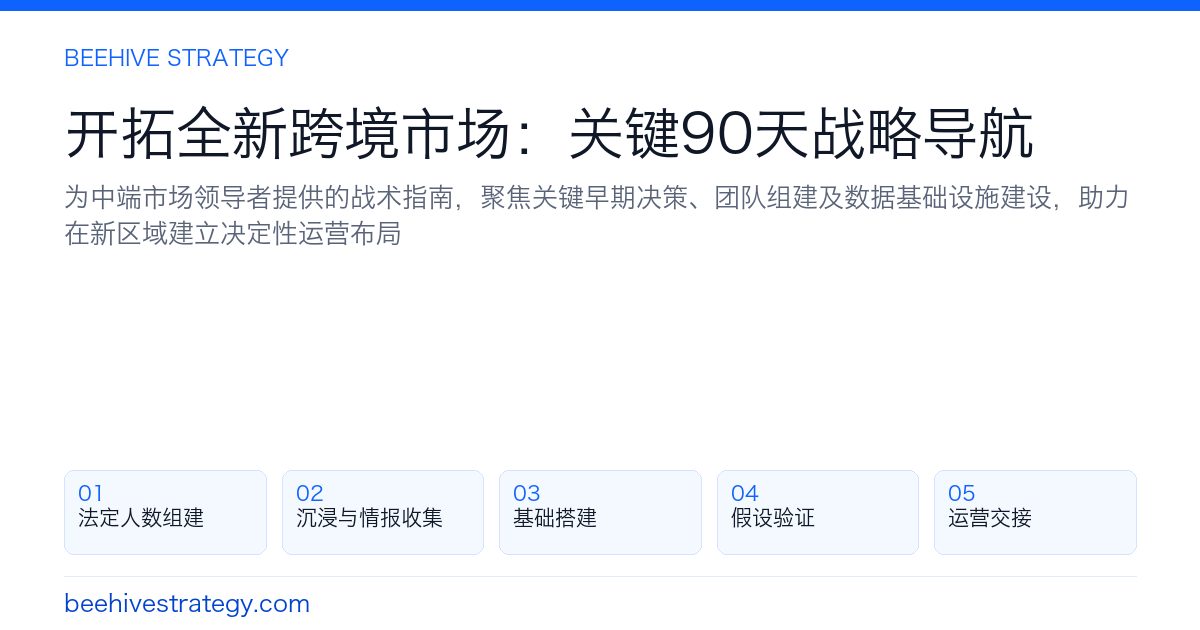 BEEHIVE STRATEGY
开拓全新跨境市场：关键90天战略导航
为中端市场领导者提供的战术指南，聚焦关键早期决策、团队组建及数据基础设施建设，助力
在新区域建立决定性运营布局
01
法定人数组建
02
沉浸与情报收集
03
基础搭建
04
假设验证
05
运营交接
beehivestrategy.com